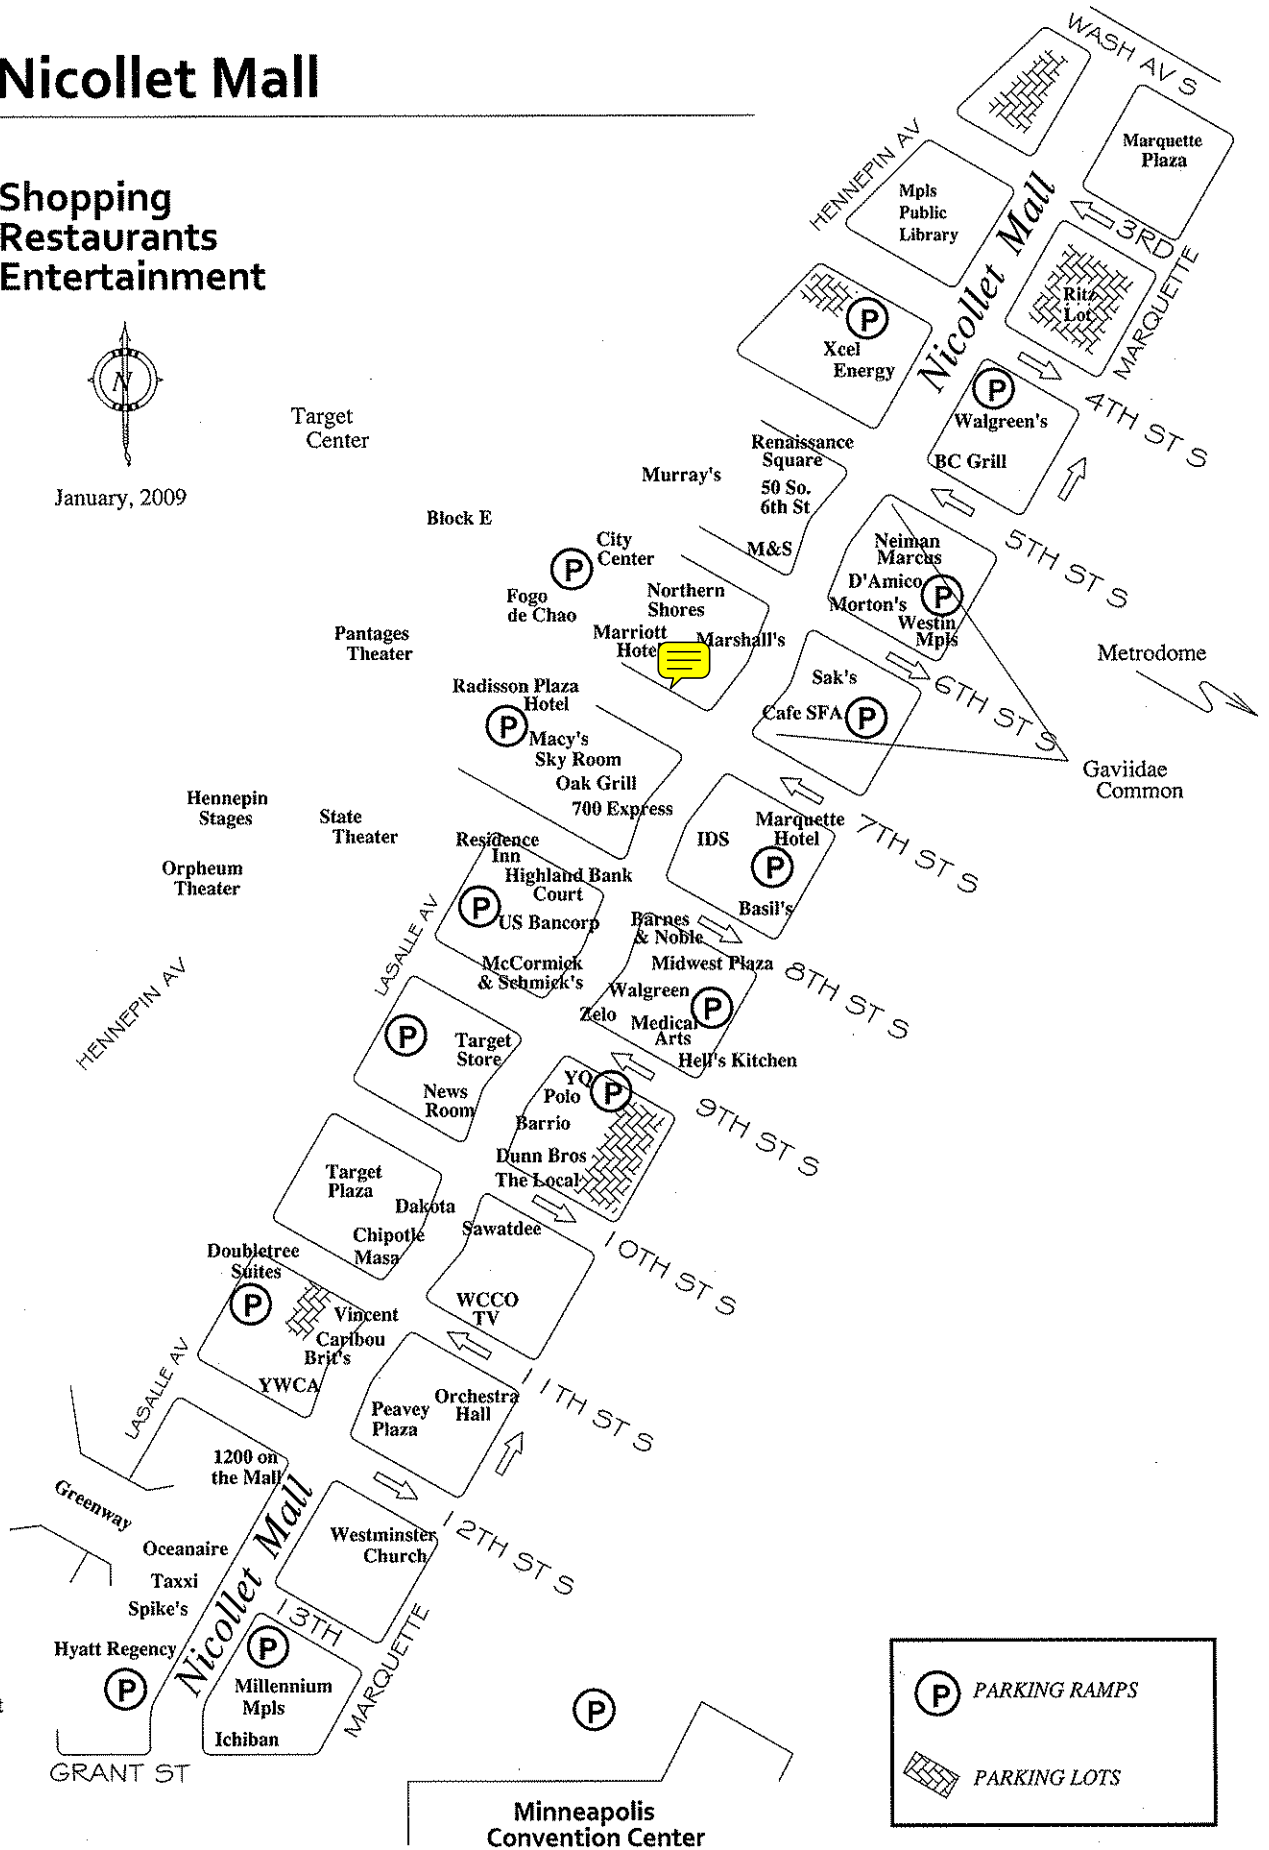 Nicollet Mall
Shopping
Restaurants
Entertainment
N
January, 2009
WASH AV S
Marquette
Plaza
HENNEPIN AV
Mpls
Public
Library
Nicollet Mall
3RD
MARQUETTE
Ritz
Lot
P
Xcel
Energy
P
Walgreen's
BC Grill
4TH ST S
Target
Center
Renaissance
Square
50 So.
6th St
M&S
Murray's
Block E
5TH ST S
Neiman
Marcus
D'Amico
P
Morton's
Westin
Mpls
City
Center
P
Fogo
de Chao
Northern
Shores
Marriott
Hotel
Marshall's
Pantages
Theater
Metrodome
6TH ST S
Sak's
Cafe SFA
P
Gaviidae
Common
Radisson Plaza
Hotel
P
Macy's
Sky Room
Oak Grill
700 Express
Hennepin
Stages
State
Theater
Orpheum
Theater
Marquette
Hotel
IDS
P
Basil's
7TH ST S
Residence
Inn
Highland Bank
Court
P
US Bancorp
McCormick
& Schmick's
LASALLE AV
Barnes
& Noble
Midwest Plaza
Walgreen
P
Zelo
Medical
Arts
Hell's Kitchen
8TH ST S
HENNEPIN AV
P
Target
Store
News
Room
YQ
P
Polo
Barrio
Dunn Bros
The Local
9TH ST S
Target
Plaza
Dakota
Chipotle
Masa
Sawatdee
WCCO
TV
10TH ST S
Doubletree
Suites
P
Vincent
Caribou
Brit's
YWCA
LASALLE AV
Orchestra
Hall
Peavey
Plaza
11TH ST S
1200 on
the Mall
Greenway
Nicollet Mall
Westminster
Church
12TH ST S
Oceanaire
Taxxi
Spike's
Hyatt Regency
P
13TH
P
Millennium
Mpls
Ichiban
MARQUETTE
GRANT ST
P
Minneapolis
Convention Center
P PARKING RAMPS
PARKING LOTS